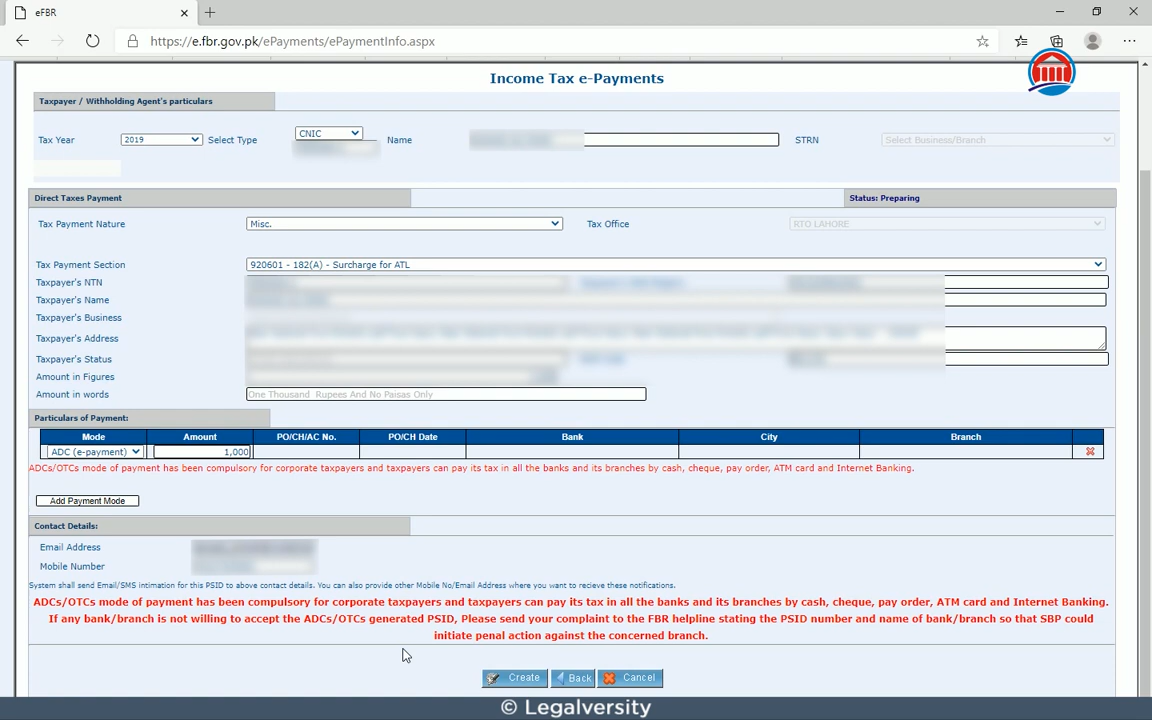 eFBR
https://e.fbr.gov.pk/ePayments/ePaymentInfo.aspx
Income Tax e-Payments
Taxpayer / Withholding Agent's particulars
Tax Year 2019 Select Type CNIC Name STRN Select Business/Branch
Direct Taxes Payment Status: Preparing
Tax Payment Nature Misc. Tax Office RTO LAHORE
Tax Payment Section 920601 - 182(A) - Surcharge for ATL
Taxpayer's NTN
Taxpayer's Name
Taxpayer's Business
Taxpayer's Address
Taxpayer's Status
Amount in Figures
Amount in words One Thousand Rupees And No Paisas Only
Particulars of Payment:
Mode Amount PO/CH/AC No. PO/CH Date Bank City Branch
ADC (e-payment) 1,000
ADCs/OTCs mode of payment has been compulsory for corporate taxpayers and taxpayers can pay its tax in all the banks and its branches by cash, cheque, pay order, ATM card and Internet Banking.
Add Payment Mode
Contact Details:
Email Address
Mobile Number
System shall send Email/SMS intimation for this PSID to above contact details. You can also provide other Mobile No/Email Address where you want to recieve these notifications.
ADCs/OTCs mode of payment has been compulsory for corporate taxpayers and taxpayers can pay its tax in all the banks and its branches by cash, cheque, pay order, ATM card and Internet Banking.
If any bank/branch is not willing to accept the ADCs/OTCs generated PSID, Please send your complaint to the FBR helpline stating the PSID number and name of bank/branch so that SBP could
initiate penal action against the concerned branch.
Create Back Cancel
© Legalversity